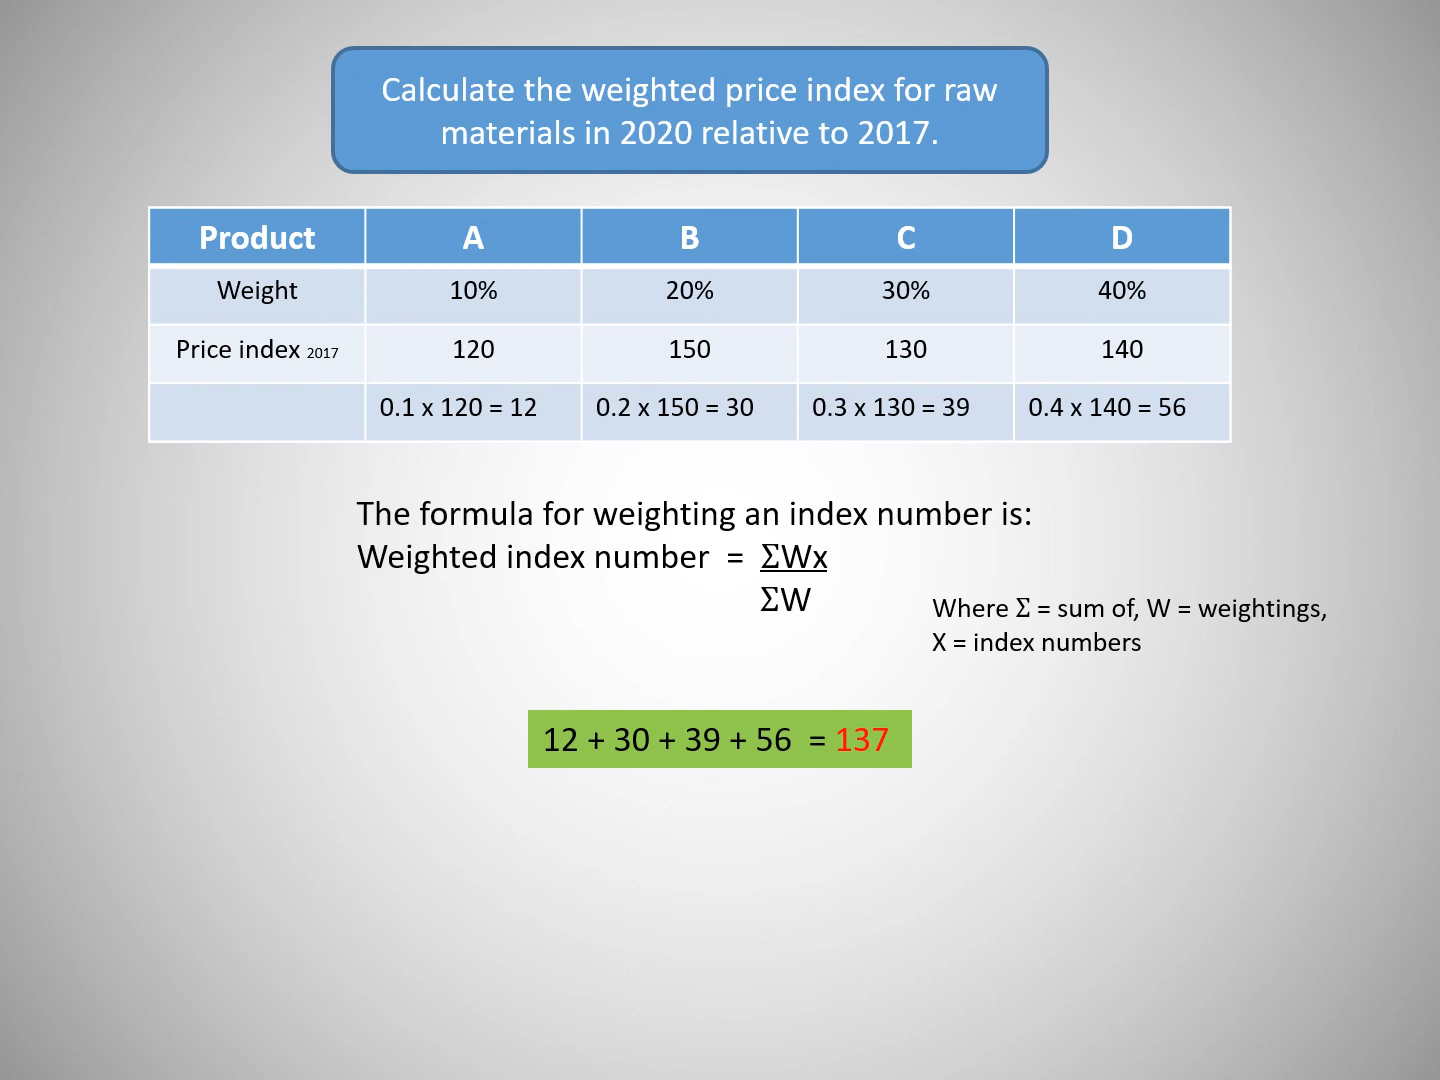 Calculate the weighted price index for raw
materials in 2020 relative to 2017.
Product A B C D
Weight 10% 20% 30% 40%
Price index 2017 120 150 130 140
0.1 x 120 = 12 0.2 x 150 = 30 0.3 x 130 = 39 0.4 x 140 = 56
The formula for weighting an index number is:
Weighted index number = ΣWx
ΣW
Where Σ = sum of, W = weightings,
X = index numbers
12 + 30 + 39 + 56 = 137